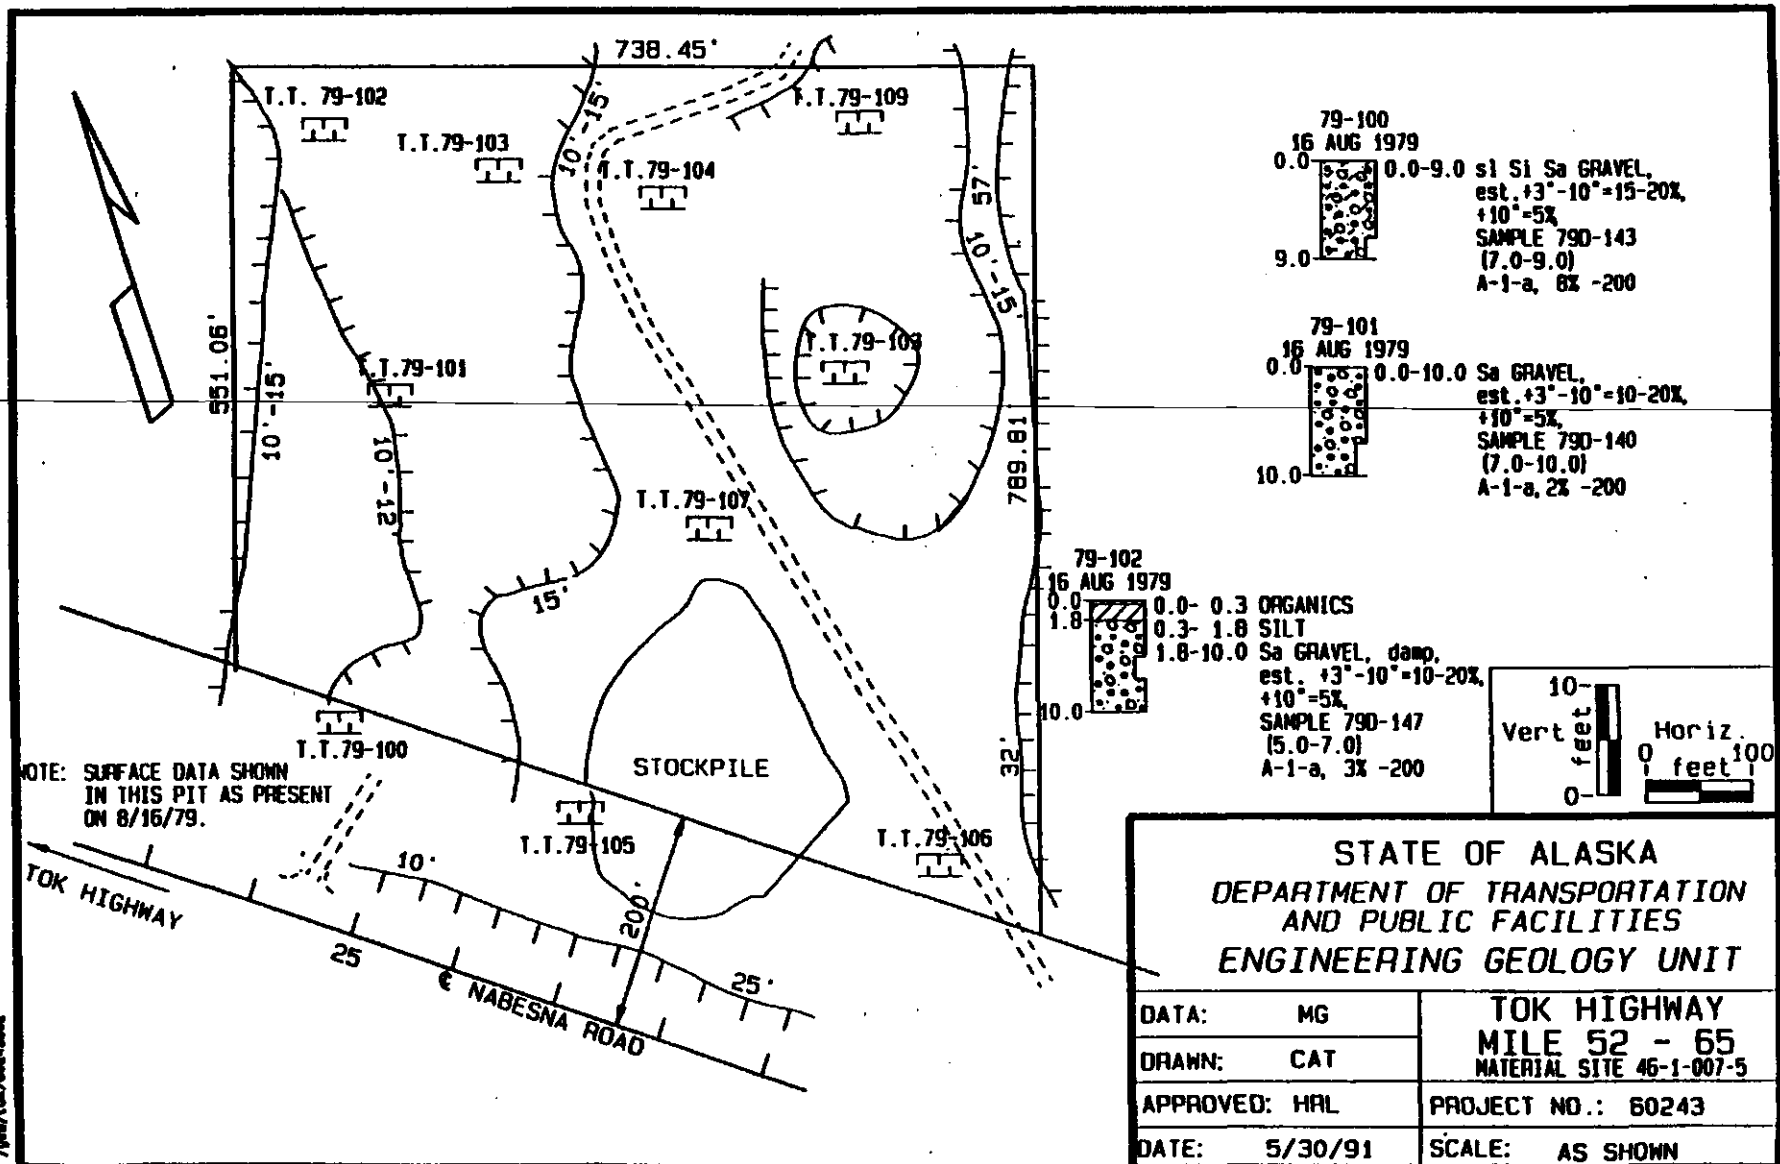 738.45'
T.T. 79-102
T.T.79-103
10'-15'
T.T.79-104
T.T.79-109
57'
10'-15'
551.06'
10'-15'
T.T.79-101
10'-12'
T.T.79-107
789.81
15'
T.T.79-100
STOCKPILE
32'
T.T.79-105
T.T.79-106
NOTE: SURFACE DATA SHOWN
IN THIS PIT AS PRESENT
ON 8/16/79.
TOK HIGHWAY
10'
200'
25'
25
℄ NABESNA ROAD
79-100
16 AUG 1979
0.0 0.0-9.0 sl Si Sa GRAVEL,
est.+3"-10"=15-20%,
+10"=5%
SAMPLE 79D-143
9.0 (7.0-9.0)
A-1-a, 8% -200
79-101
16 AUG 1979
0.0 0.0-10.0 Sa GRAVEL,
est.+3"-10"=10-20%,
+10"=5%,
SAMPLE 79D-140
10.0 (7.0-10.0)
A-1-a, 2% -200
79-102
16 AUG 1979
0.0 0.0- 0.3 ORGANICS
1.8 0.3- 1.8 SILT
1.8-10.0 Sa GRAVEL, damp,
est. +3"-10"=10-20%,
+10"=5%,
10.0 SAMPLE 79D-147
(5.0-7.0)
A-1-a, 3% -200
10
Vert feet
0
Horiz.
0 feet 100
STATE OF ALASKA
DEPARTMENT OF TRANSPORTATION
AND PUBLIC FACILITIES
ENGINEERING GEOLOGY UNIT
DATA: MG
DRAWN: CAT
APPROVED: HRL
DATE: 5/30/91
TOK HIGHWAY
MILE 52 - 65
MATERIAL SITE 46-1-007-5
PROJECT NO.: 60243
SCALE: AS SHOWN